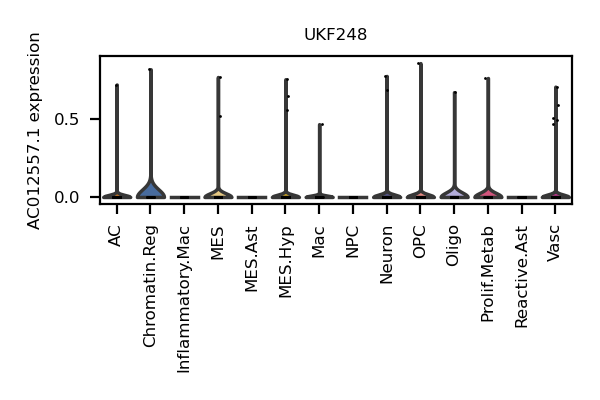 UKF248
AC012557.1 expression
0.5
0.0
AC
Chromatin.Reg
Inflammatory.Mac
MES
MES.Ast
MES.Hyp
Mac
NPC
Neuron
OPC
Oligo
Prolif.Metab
Reactive.Ast
Vasc